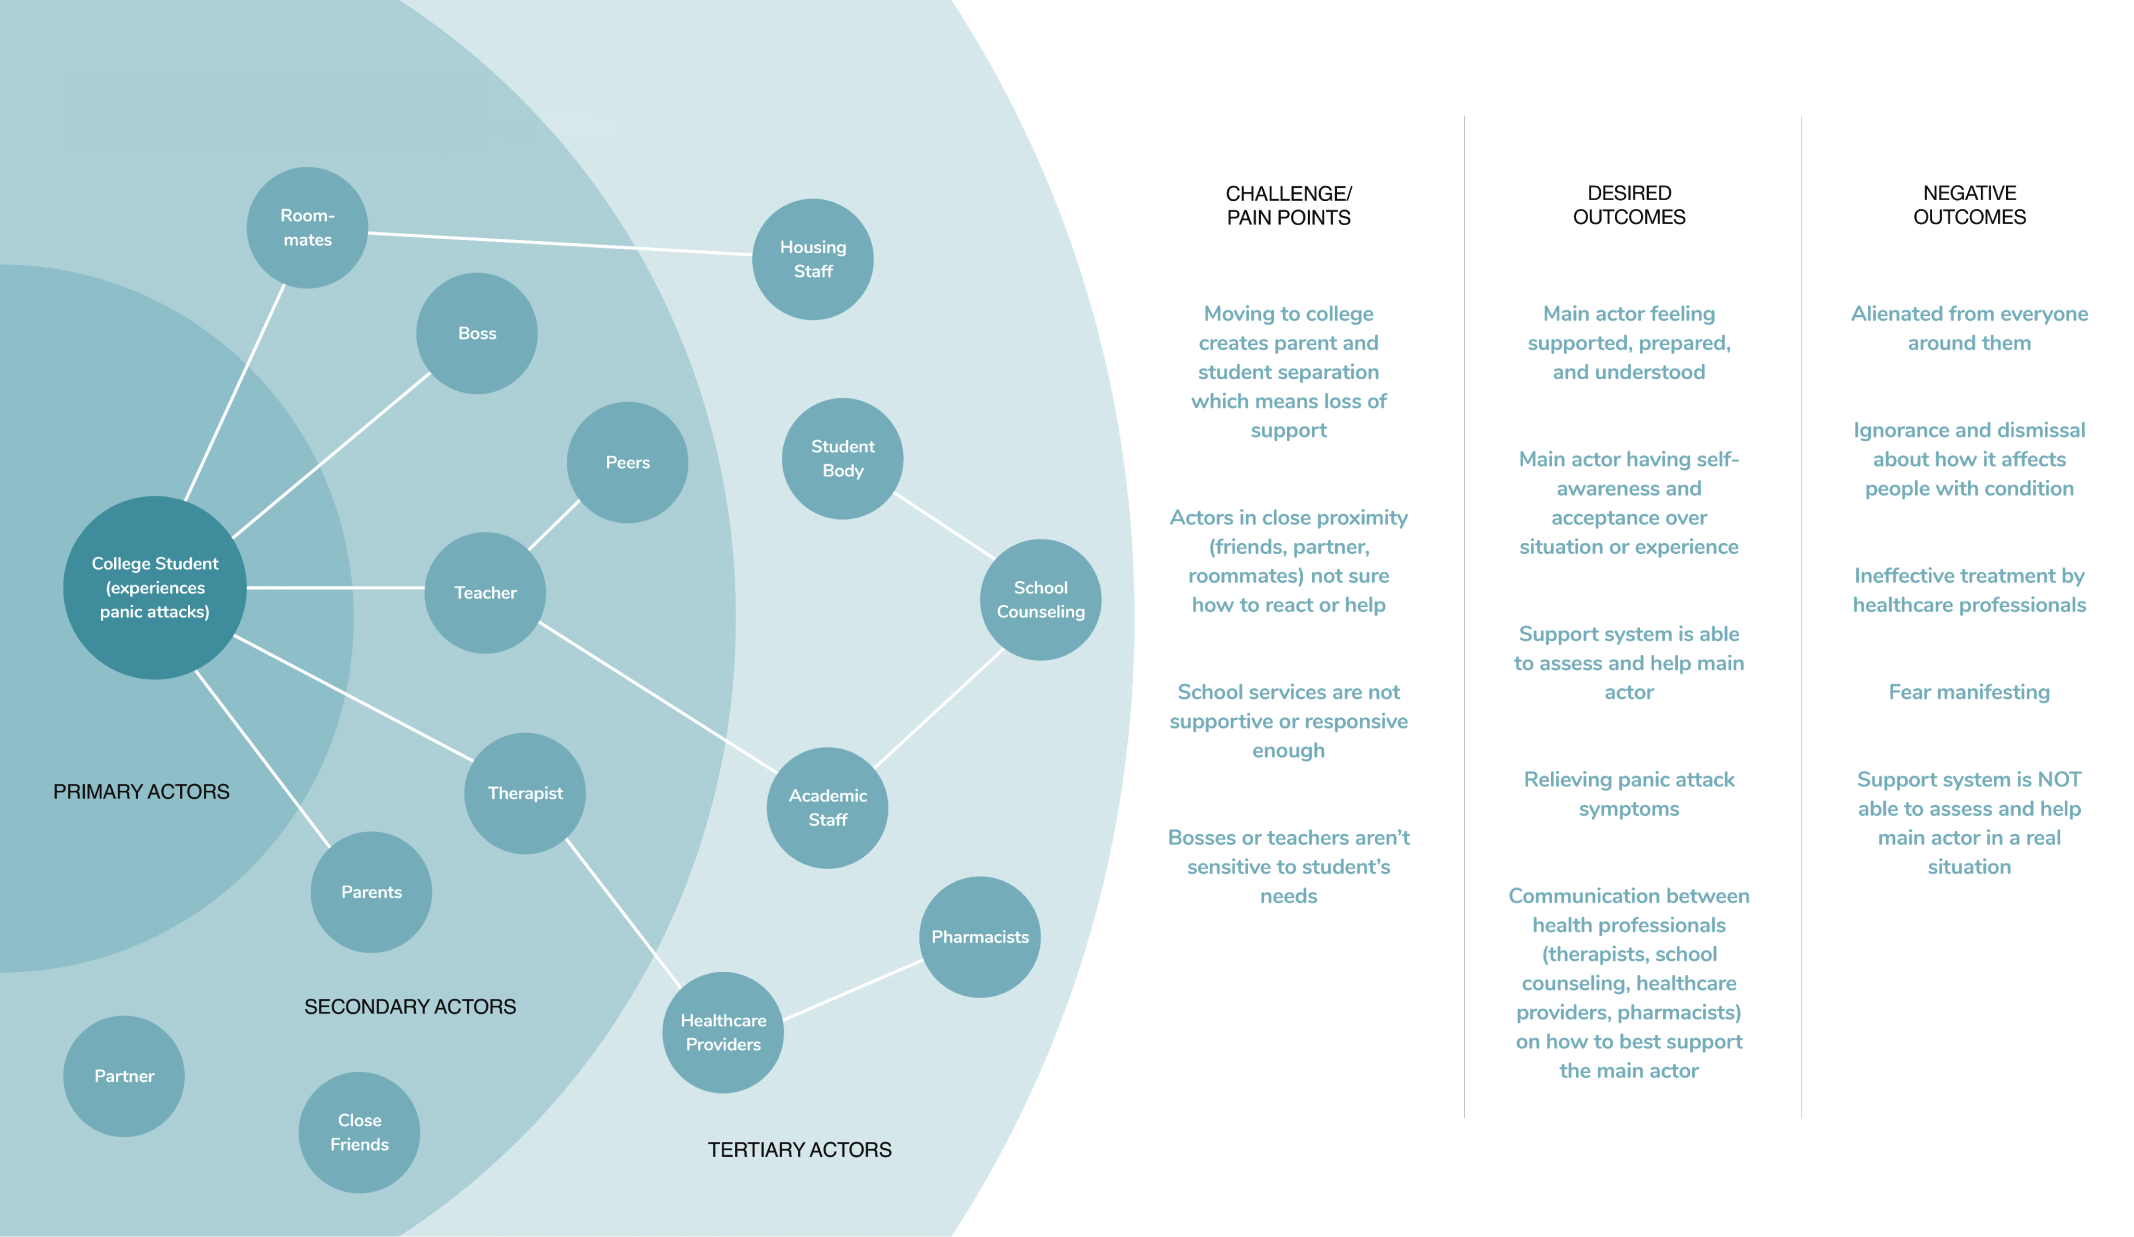 Room-
mates
Housing
Staff
Boss
Peers
Student
Body
College Student
(experiences
panic attacks)
Teacher
School
Counseling
Therapist
Academic
Staff
PRIMARY ACTORS
Parents
Pharmacists
SECONDARY ACTORS
Healthcare
Providers
Partner
Close
Friends
TERTIARY ACTORS
CHALLENGE/
PAIN POINTS
Moving to college
creates parent and
student separation
which means loss of
support
Actors in close proximity
(friends, partner,
roommates) not sure
how to react or help
School services are not
supportive or responsive
enough
Bosses or teachers aren’t
sensitive to student’s
needs
DESIRED
OUTCOMES
Main actor feeling
supported, prepared,
and understood
Main actor having self-
awareness and
acceptance over
situation or experience
Support system is able
to assess and help main
actor
Relieving panic attack
symptoms
Communication between
health professionals
(therapists, school
counseling, healthcare
providers, pharmacists)
on how to best support
the main actor
NEGATIVE
OUTCOMES
Alienated from everyone
around them
Ignorance and dismissal
about how it affects
people with condition
Ineffective treatment by
healthcare professionals
Fear manifesting
Support system is NOT
able to assess and help
main actor in a real
situation